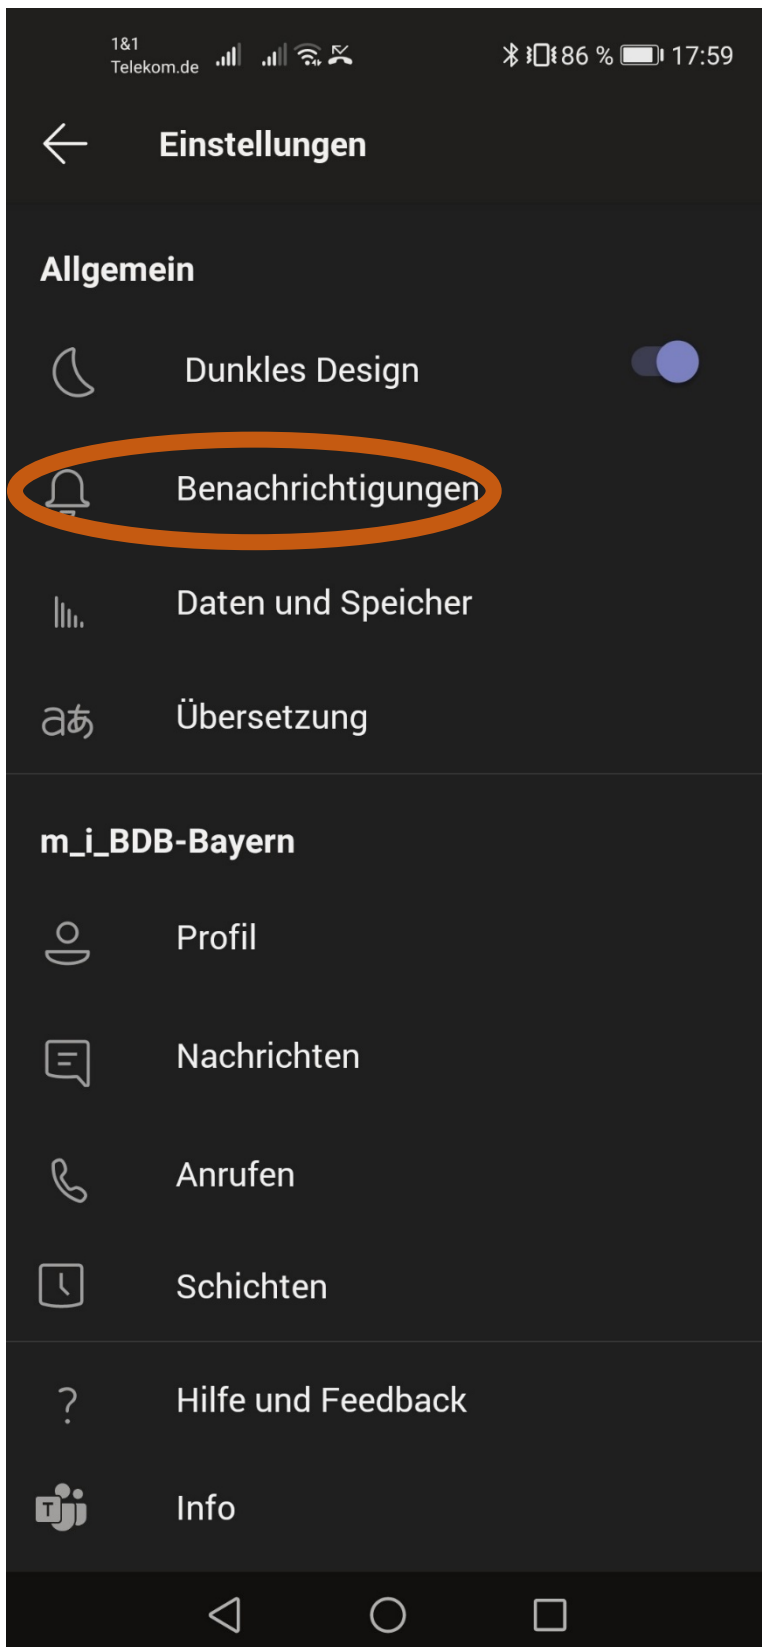 1&1
Telekom.de
86 %
17:59
Einstellungen
Allgemein
Dunkles Design
Benachrichtigungen
Daten und Speicher
aあ Übersetzung
m_i_BDB-Bayern
Profil
Nachrichten
Anrufen
Schichten
? Hilfe und Feedback
T Info